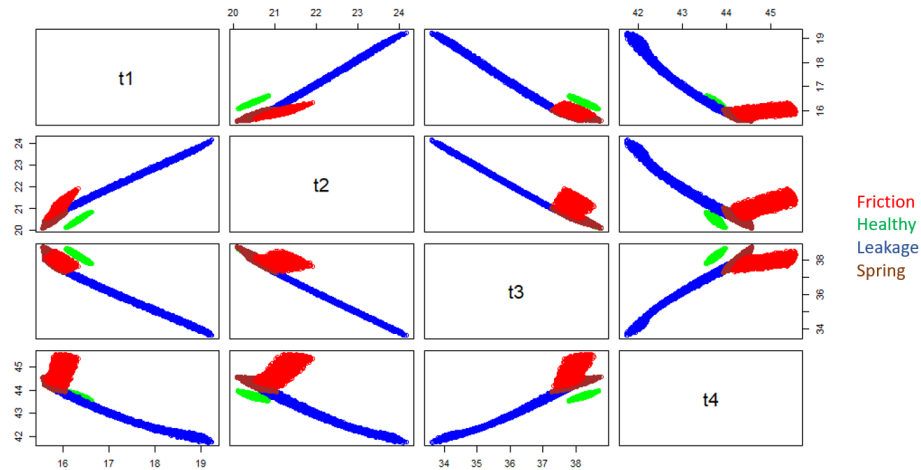 20 21 22 23 24 42 43 44 45
t1
16 17 18 19
20 21 22 23 24
t2
Friction
Healthy
Leakage
Spring
t3
34 36 38
42 43 44 45
t4
16 17 18 19 34 35 36 37 38